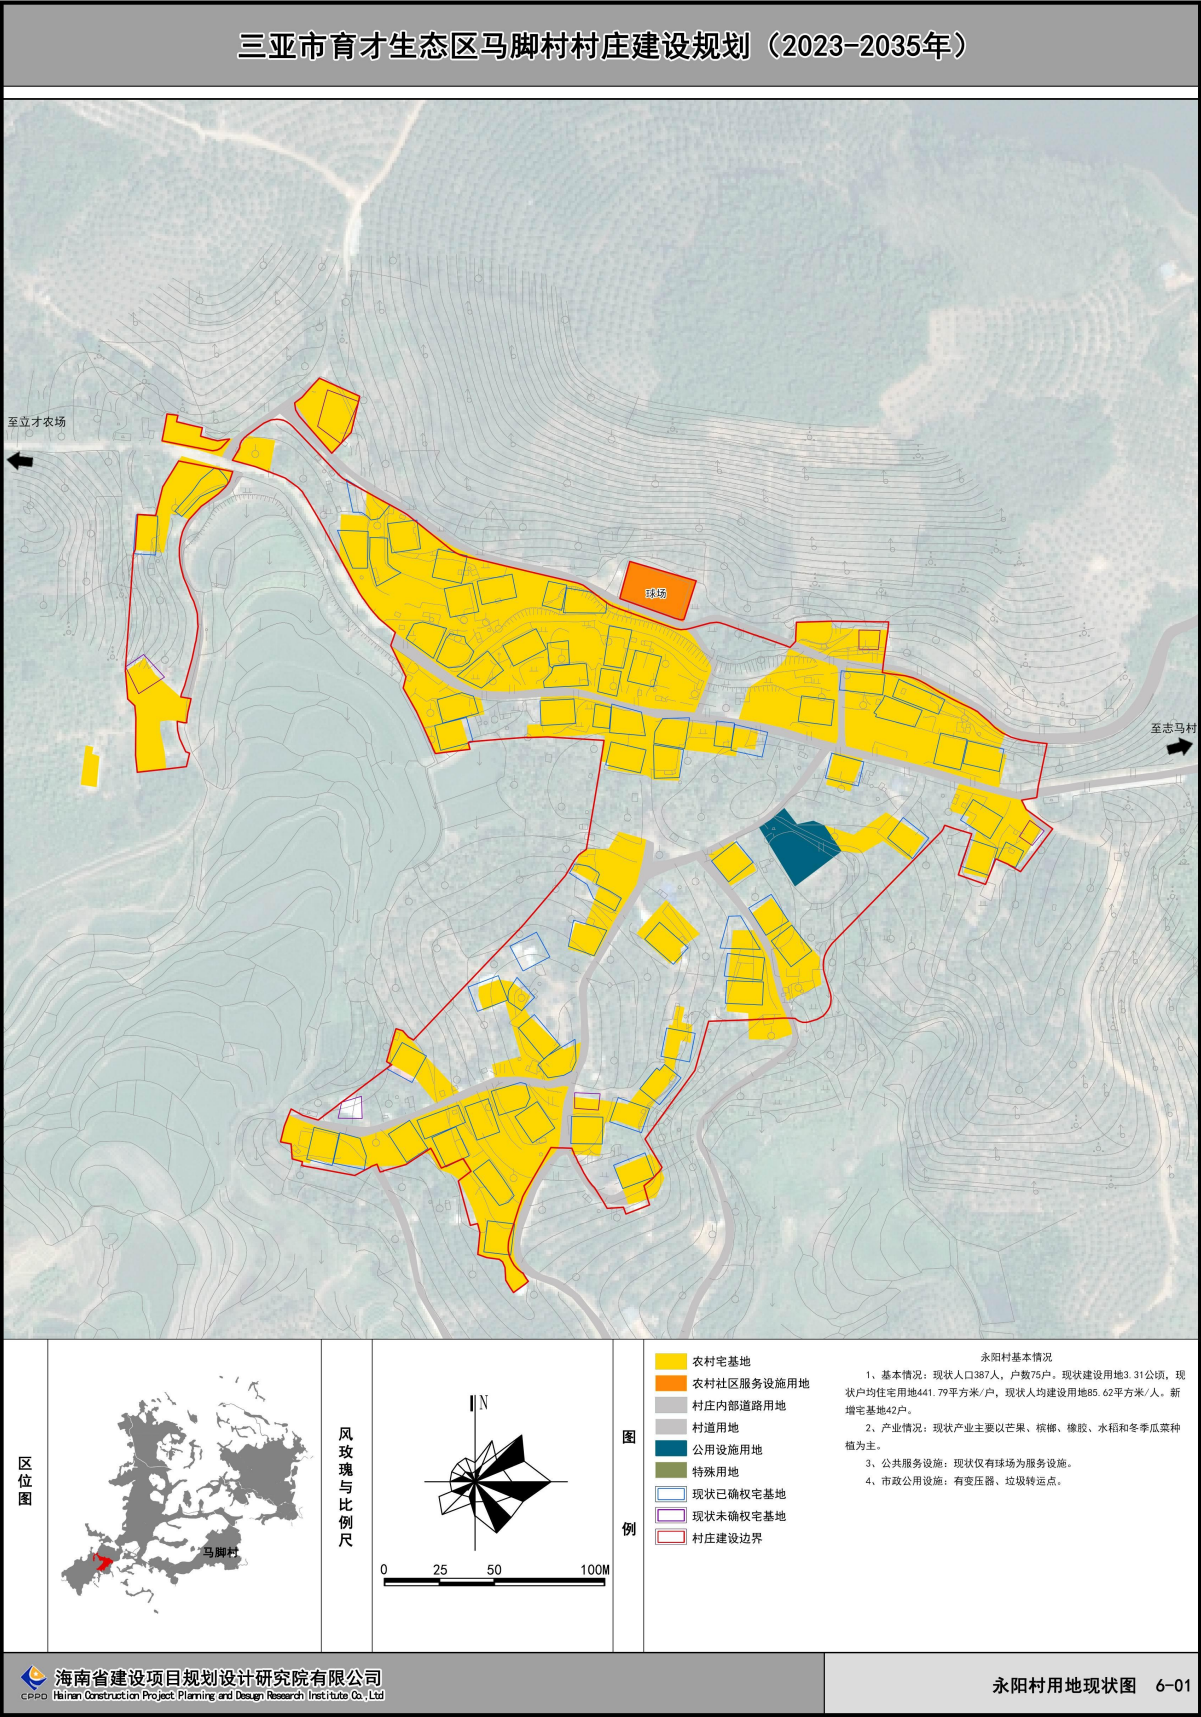 三亚市育才生态区马脚村村庄建设规划（2023-2035年）
至立才农场
球场
至志马村
区位图
马脚村
风玫瑰与比例尺
N
0 25 50 100M
图例
农村宅基地
农村社区服务设施用地
村庄内部道路用地
村道用地
公用设施用地
特殊用地
现状已确权宅基地
现状未确权宅基地
村庄建设边界
永阳村基本情况
1、基本情况：现状人口387人，户数75户。现状建设用地3.31公顷，现
状户均住宅用地441.79平方米/户，现状人均建设用地85.62平方米/人。新
增宅基地42户。
2、产业情况：现状产业主要以芒果、槟榔、橡胶、水稻和冬季瓜菜种
植为主。
3、公共服务设施：现状仅有球场为服务设施。
4、市政公用设施：有变压器、垃圾转运点。
CPPD
海南省建设项目规划设计研究院有限公司
Hainan Construction Project Planning and Desugn Research Institute Co., Ltd
永阳村用地现状图 6-01